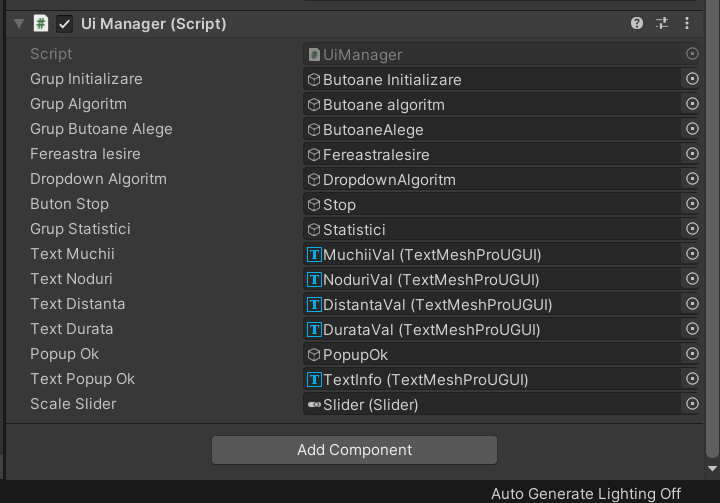 Ui Manager (Script)
Script UiManager
Grup Initializare Butoane Initializare
Grup Algoritm Butoane algoritm
Grup Butoane Alege ButoaneAlege
Fereastra Iesire FereastraIesire
Dropdown Algoritm DropdownAlgoritm
Buton Stop Stop
Grup Statistici Statistici
Text Muchii MuchiiVal (TextMeshProUGUI)
Text Noduri NoduriVal (TextMeshProUGUI)
Text Distanta DistantaVal (TextMeshProUGUI)
Text Durata DurataVal (TextMeshProUGUI)
Popup Ok PopupOk
Text Popup Ok TextInfo (TextMeshProUGUI)
Scale Slider Slider (Slider)
Add Component
Auto Generate Lighting Off